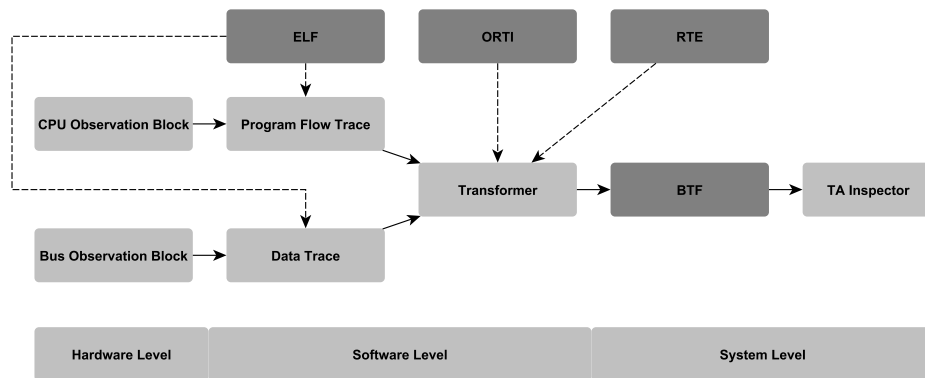 ELF
ORTI
RTE
CPU Observation Block
Program Flow Trace
Transformer
BTF
TA Inspector
Bus Observation Block
Data Trace
Hardware Level
Software Level
System Level